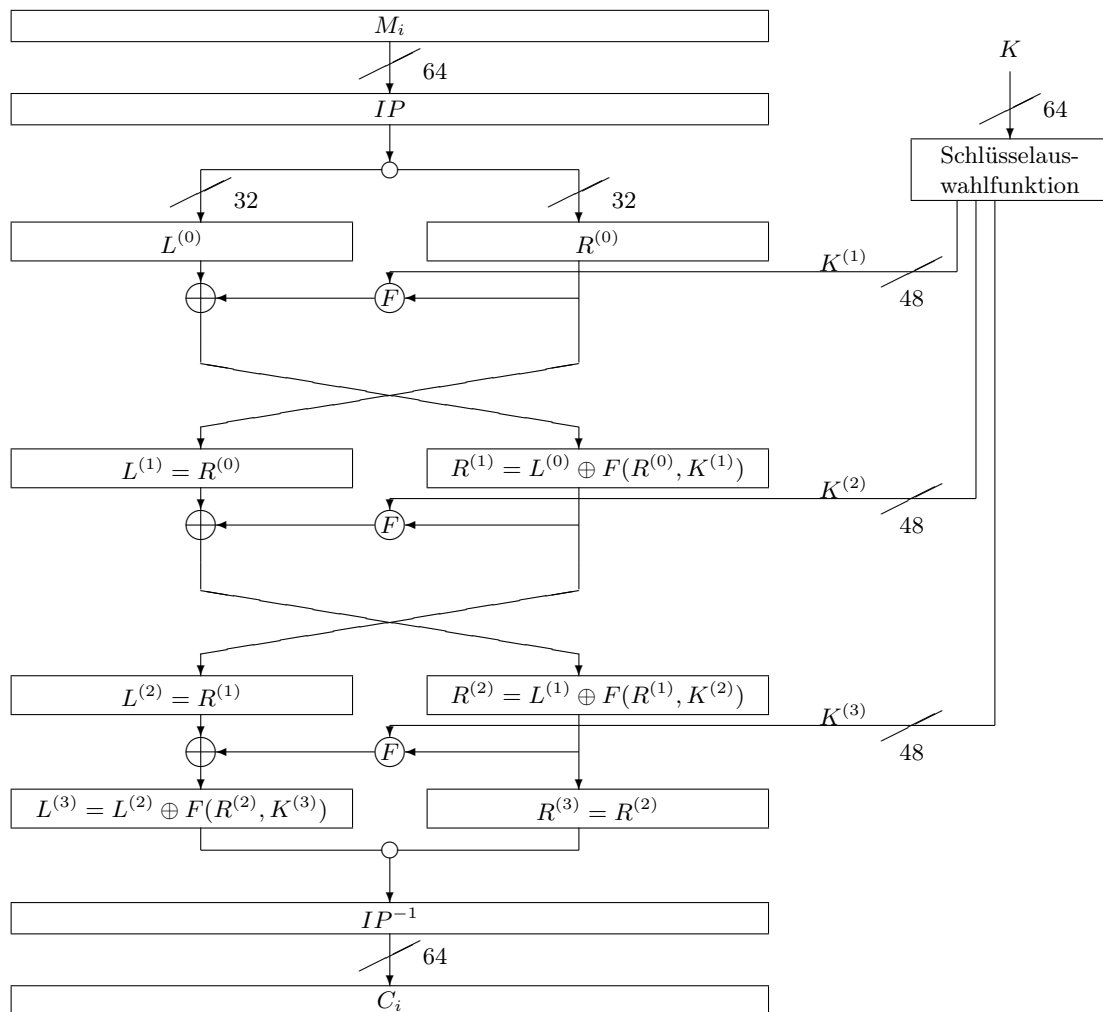 M_i
K
64
IP
64
Schlüsselaus-
wahlfunktion
32 32
L^{(0)} R^{(0)}
K^{(1)}
F
48
L^{(1)} = R^{(0)} R^{(1)} = L^{(0)} ⊕ F(R^{(0)}, K^{(1)})
K^{(2)}
F
48
L^{(2)} = R^{(1)} R^{(2)} = L^{(1)} ⊕ F(R^{(1)}, K^{(2)})
K^{(3)}
F
48
L^{(3)} = L^{(2)} ⊕ F(R^{(2)}, K^{(3)}) R^{(3)} = R^{(2)}
IP^{-1}
64
C_i